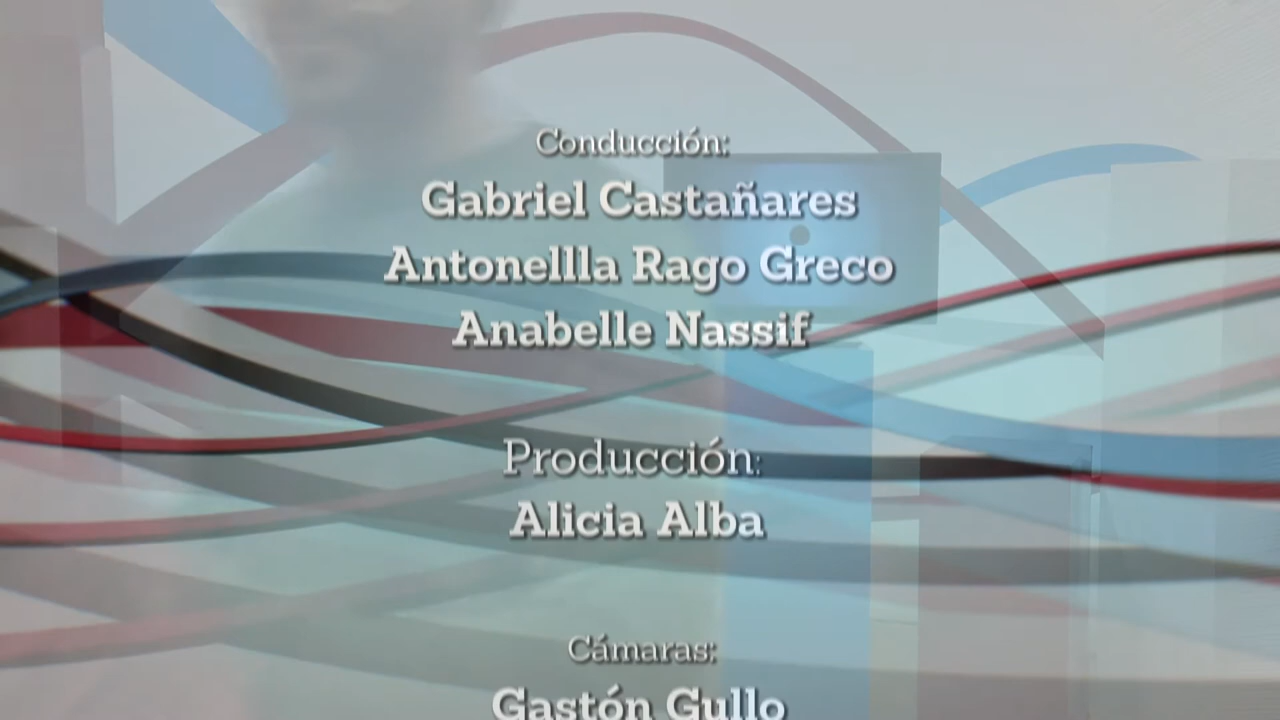 Conducción:
Gabriel Castañares
Antonellla Rago Greco
Anabelle Nassif
Producción:
Alicia Alba
Cámaras:
Gastón Gullo